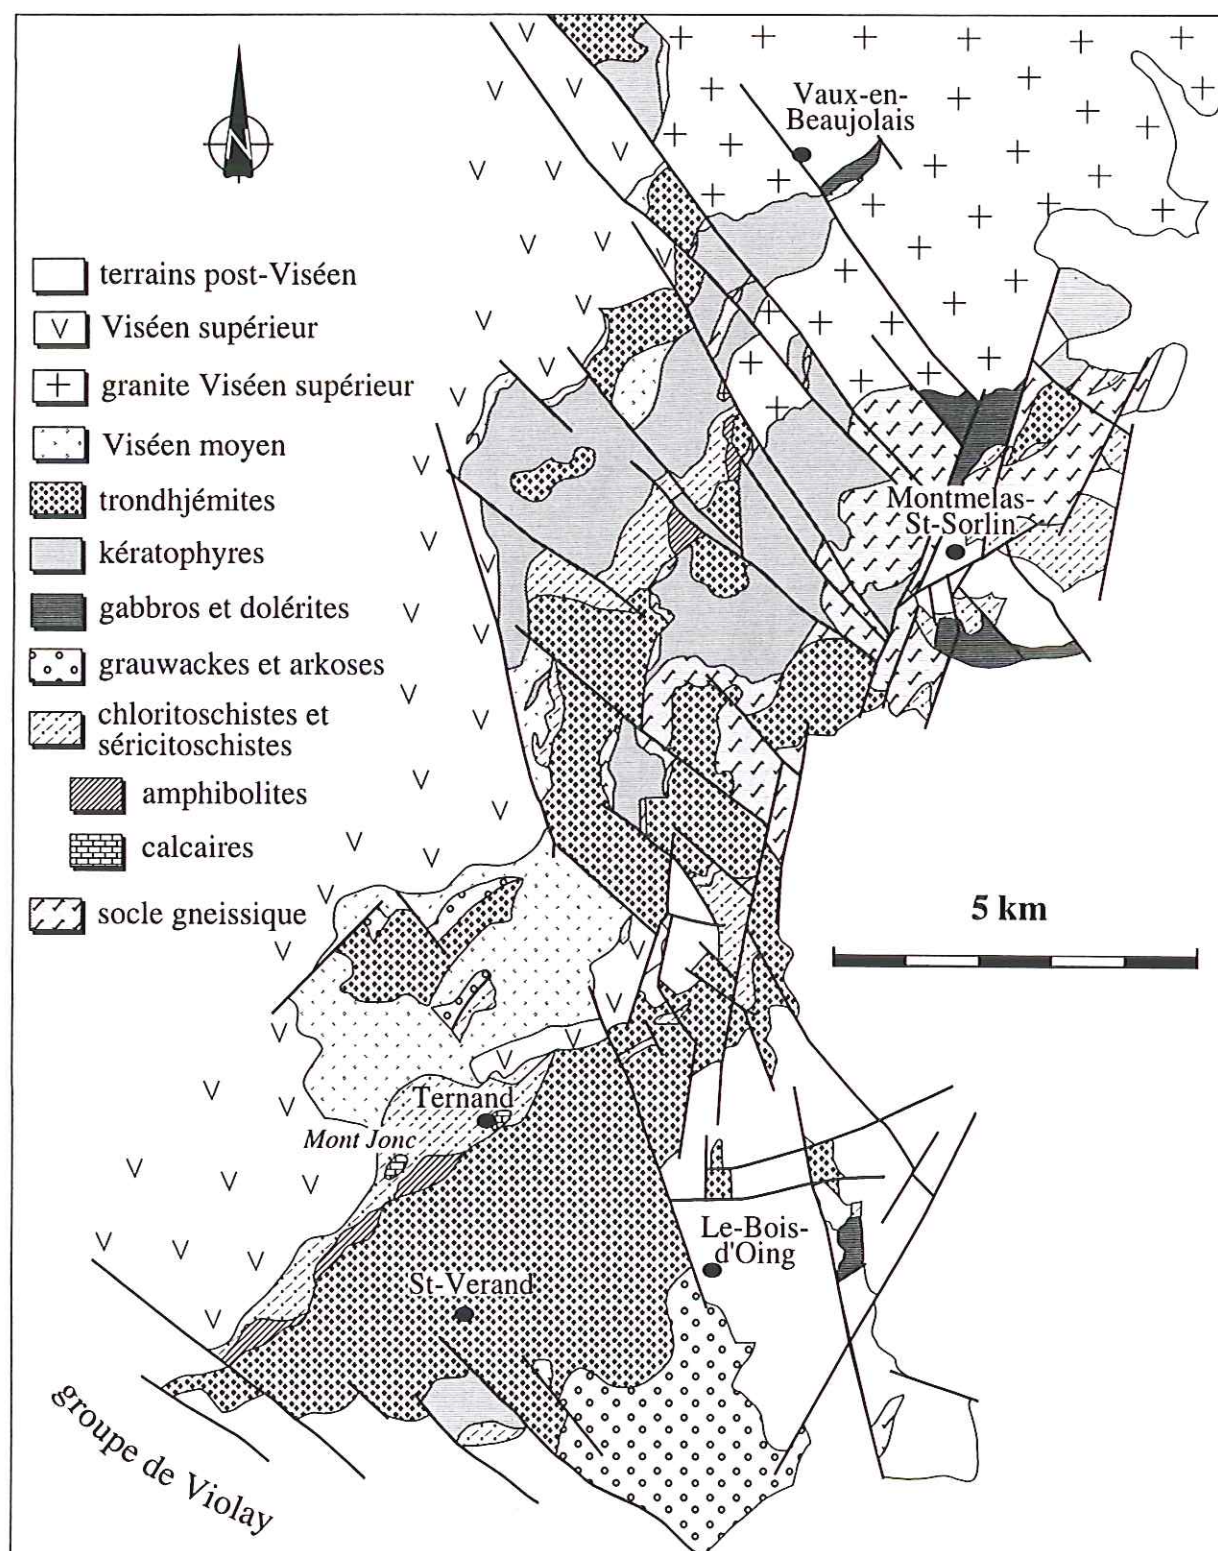 Vaux-en-
Beaujolais
N
terrains post-Viséen
V Viséen supérieur
+ granite Viséen supérieur
Viséen moyen
trondhjémites
kératophyres
gabbros et dolérites
grauwackes et arkoses
chloritoschistes et
séricitoschistes
amphibolites
calcaires
socle gneissique
Montmelas-
St-Sorlin
5 km
Ternand
Mont Jonc
Le-Bois-
d'Oing
St-Verand
groupe de Violay